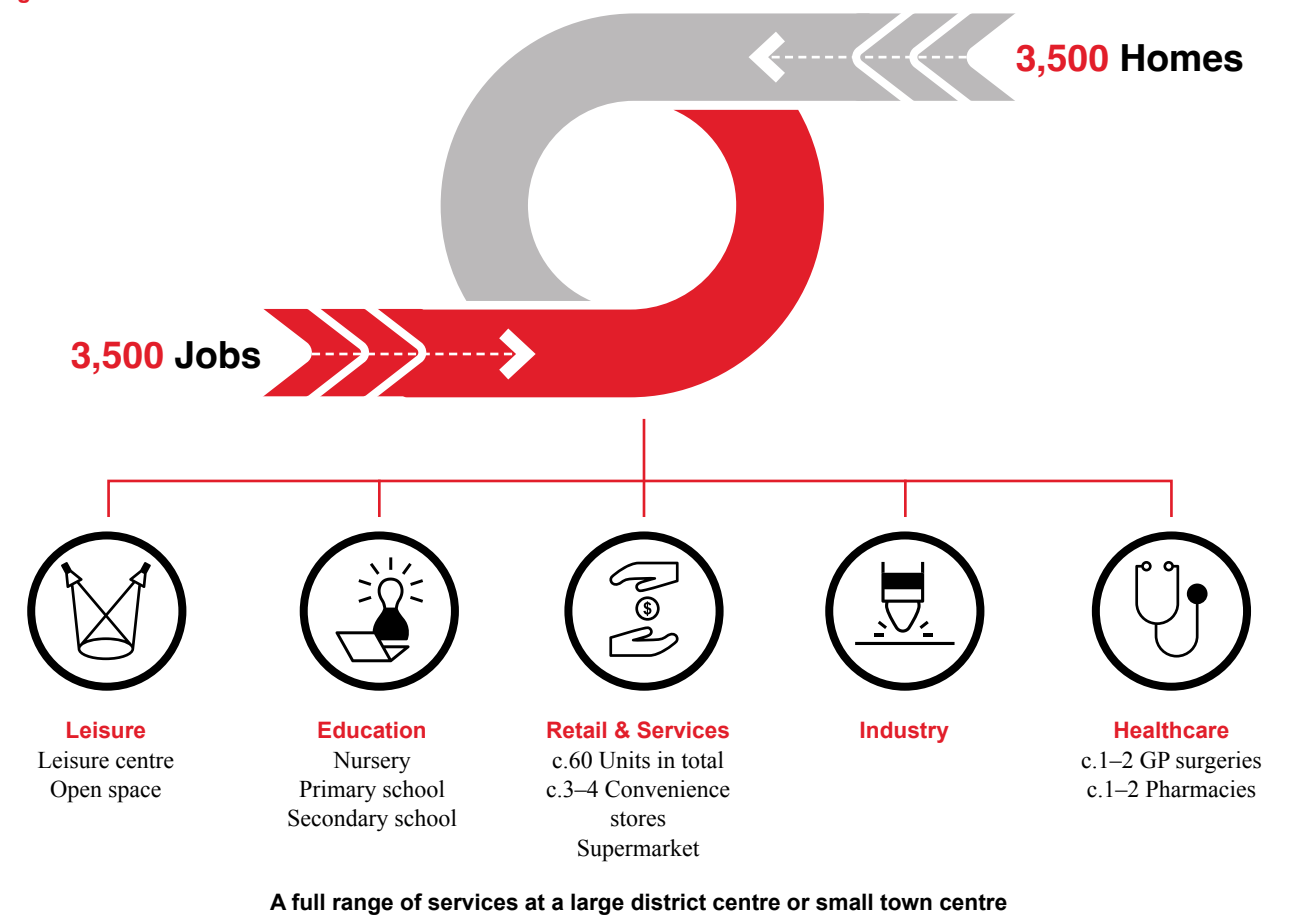 3,500 Homes
3,500 Jobs
$
Leisure
Leisure centre
Open space
Education
Nursery
Primary school
Secondary school
Retail & Services
c.60 Units in total
c.3–4 Convenience
stores
Supermarket
Industry
Healthcare
c.1–2 GP surgeries
c.1–2 Pharmacies
A full range of services at a large district centre or small town centre